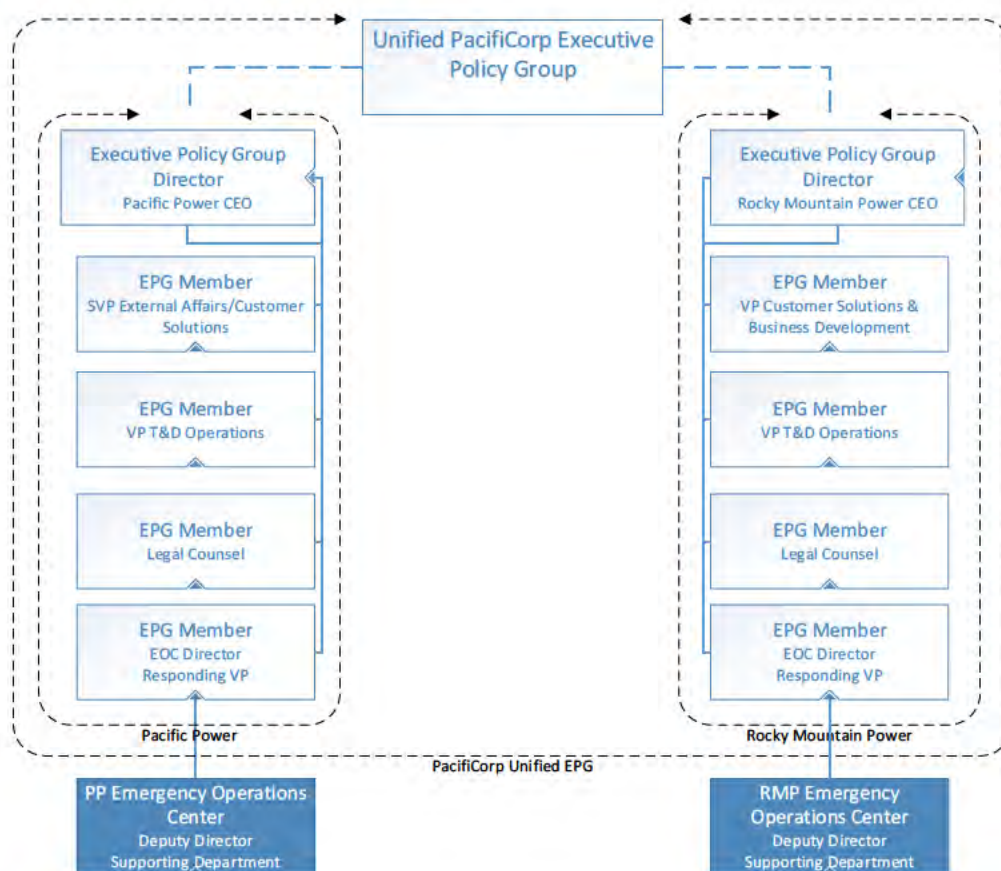 Unified PacifiCorp Executive
Policy Group
Executive Policy Group
Director
Pacific Power CEO
EPG Member
SVP External Affairs/Customer
Solutions
EPG Member
VP T&D Operations
EPG Member
Legal Counsel
EPG Member
EOC Director
Responding VP
Pacific Power
Executive Policy Group
Director
Rocky Mountain Power CEO
EPG Member
VP Customer Solutions &
Business Development
EPG Member
VP T&D Operations
EPG Member
Legal Counsel
EPG Member
EOC Director
Responding VP
Rocky Mountain Power
PacifiCorp Unified EPG
PP Emergency Operations
Center
Deputy Director
Supporting Department
RMP Emergency
Operations Center
Deputy Director
Supporting Department